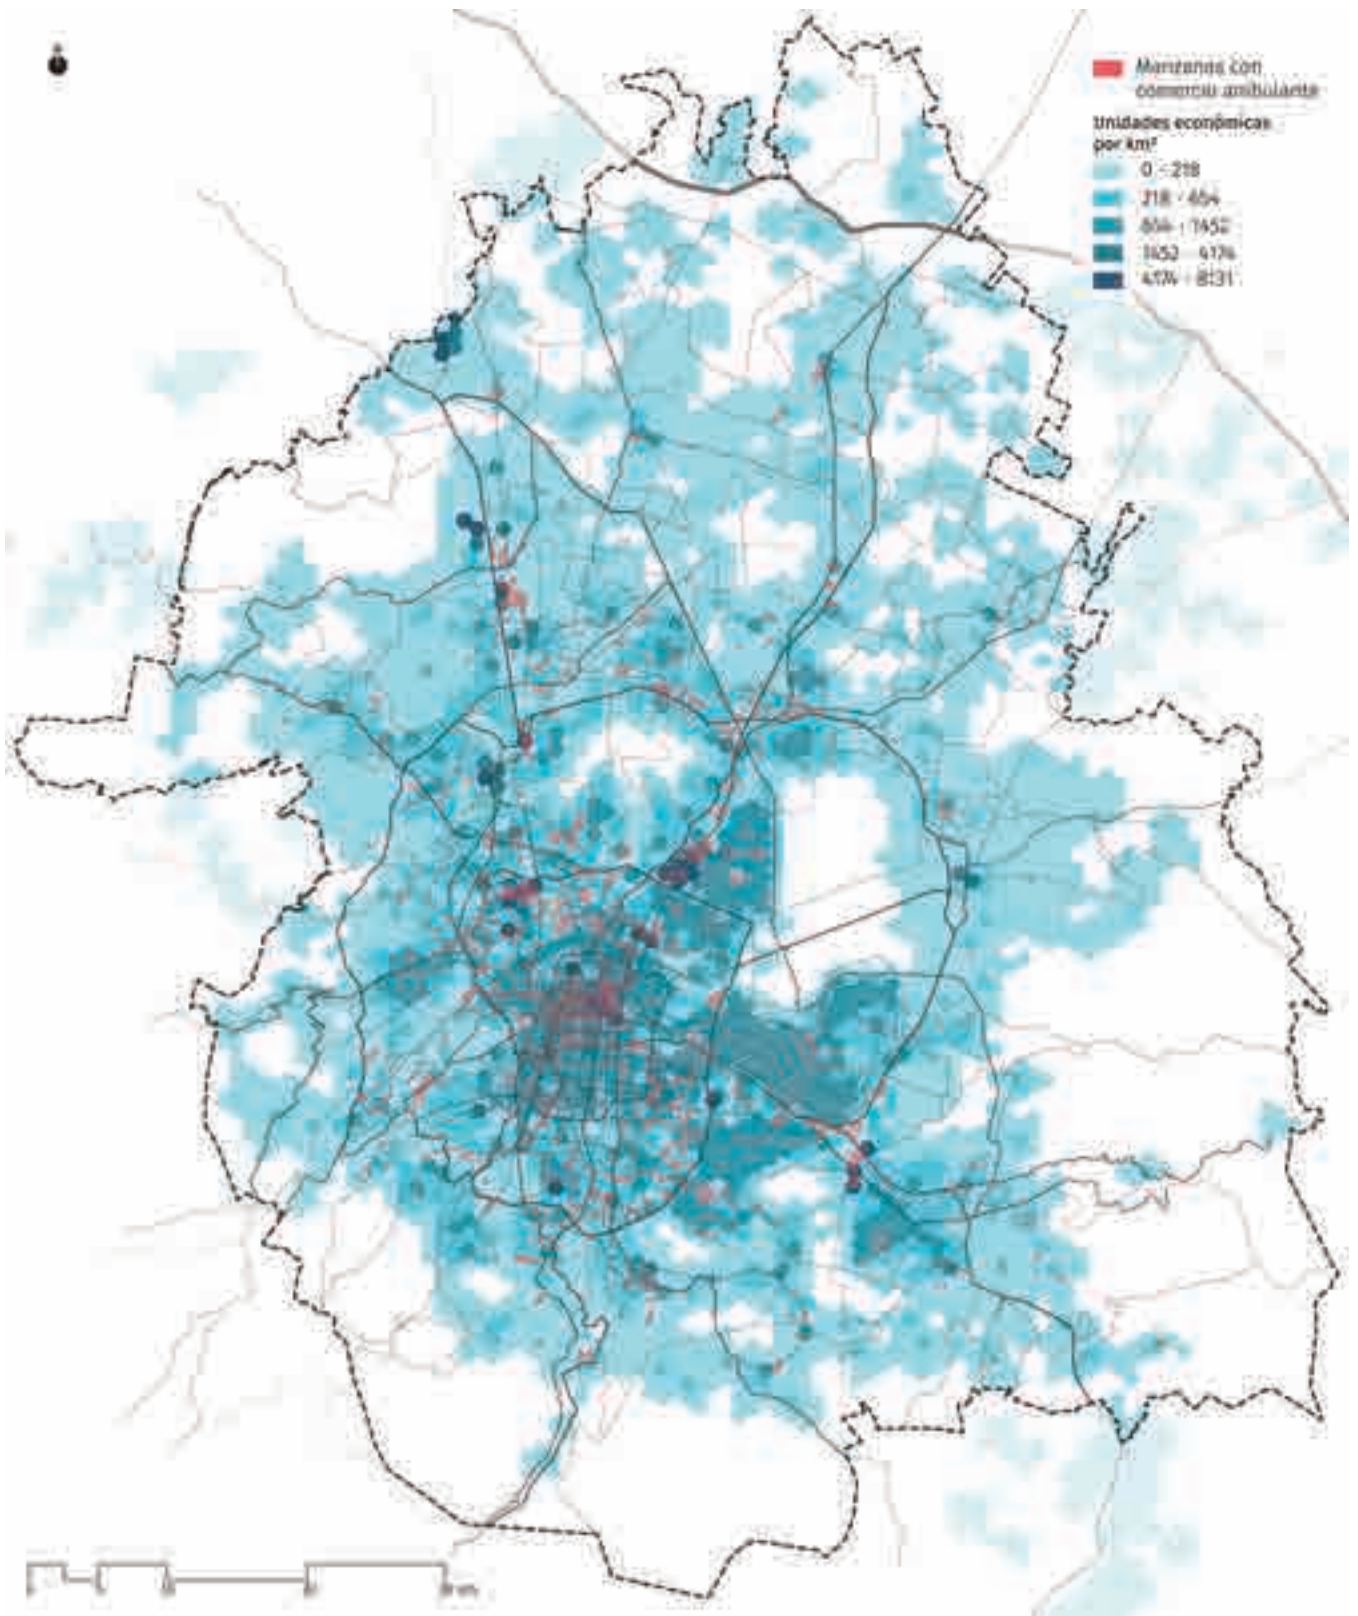 Manzanas con
comercio ambulante
Unidades económicas
por km²
0 - 218
218 - 654
654 - 1452
1452 - 4174
4174 - 8131